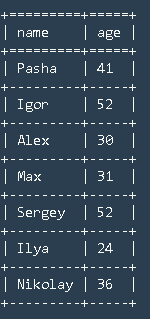 +=========+=====+
| name    | age |
+=========+=====+
| Pasha   | 41  |
+---------+-----+
| Igor    | 52  |
+---------+-----+
| Alex    | 30  |
+---------+-----+
| Max     | 31  |
+---------+-----+
| Sergey  | 52  |
+---------+-----+
| Ilya    | 24  |
+---------+-----+
| Nikolay | 36  |
+---------+-----+